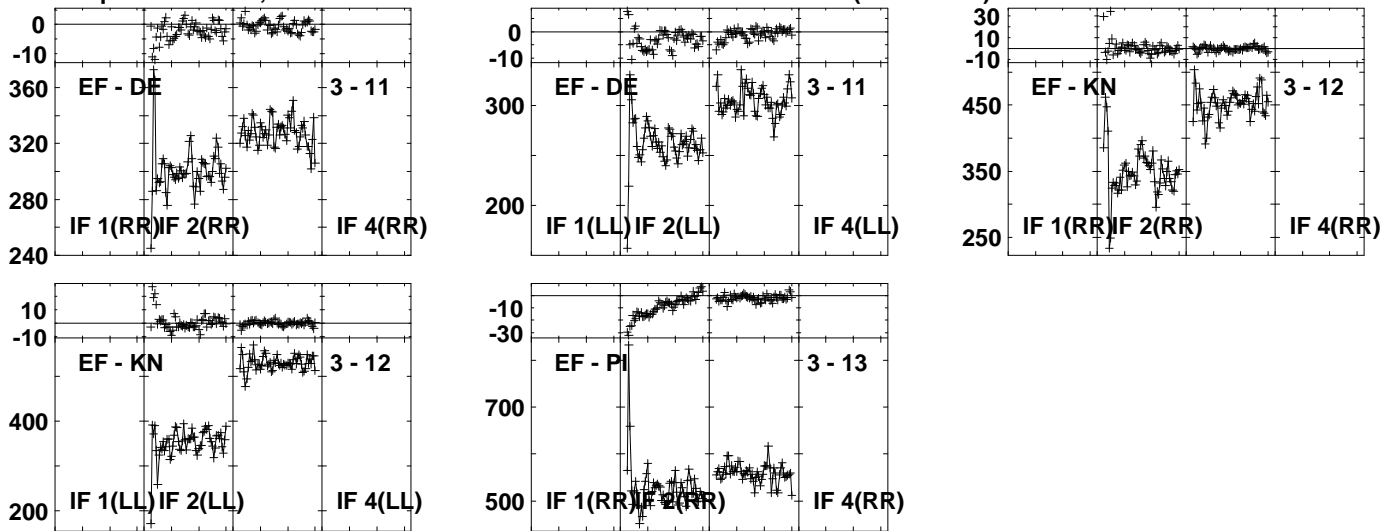 0
-10
360
320
280
240
EF - DE
3 - 11
IF 1(RR)
IF 2(RR)
IF 4(RR)
0
-10
300
200
EF - DE
3 - 11
IF 1(LL)
IF 2(LL)
IF 4(LL)
30
10
-10
450
350
250
EF - KN
3 - 12
IF 1(RR)
IF 2(RR)
IF 4(RR)
10
-10
400
200
EF - KN
3 - 12
IF 1(LL)
IF 2(LL)
IF 4(LL)
-10
-30
700
500
EF - PI
3 - 13
IF 1(RR)
IF 2(RR)
IF 4(RR)